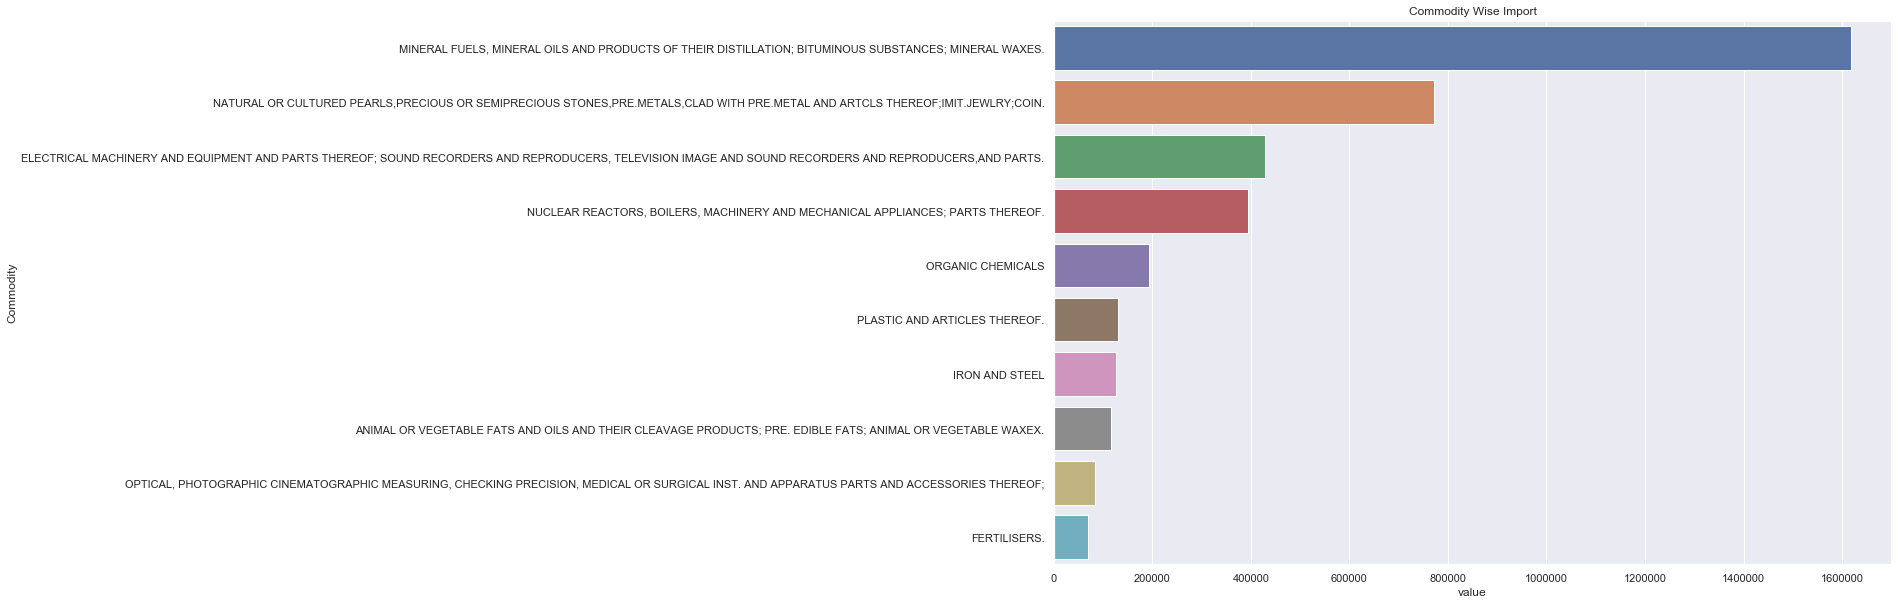 Commodity Wise Import
MINERAL FUELS, MINERAL OILS AND PRODUCTS OF THEIR DISTILLATION; BITUMINOUS SUBSTANCES; MINERAL WAXES.
NATURAL OR CULTURED PEARLS,PRECIOUS OR SEMIPRECIOUS STONES,PRE.METALS,CLAD WITH PRE.METAL AND ARTCLS THEREOF;IMIT.JEWLRY;COIN.
ELECTRICAL MACHINERY AND EQUIPMENT AND PARTS THEREOF; SOUND RECORDERS AND REPRODUCERS, TELEVISION IMAGE AND SOUND RECORDERS AND REPRODUCERS,AND PARTS.
NUCLEAR REACTORS, BOILERS, MACHINERY AND MECHANICAL APPLIANCES; PARTS THEREOF.
ORGANIC CHEMICALS
PLASTIC AND ARTICLES THEREOF.
IRON AND STEEL
ANIMAL OR VEGETABLE FATS AND OILS AND THEIR CLEAVAGE PRODUCTS; PRE. EDIBLE FATS; ANIMAL OR VEGETABLE WAXEX.
OPTICAL, PHOTOGRAPHIC CINEMATOGRAPHIC MEASURING, CHECKING PRECISION, MEDICAL OR SURGICAL INST. AND APPARATUS PARTS AND ACCESSORIES THEREOF;
FERTILISERS.
Commodity
0 200000 400000 600000 800000 1000000 1200000 1400000 1600000
value